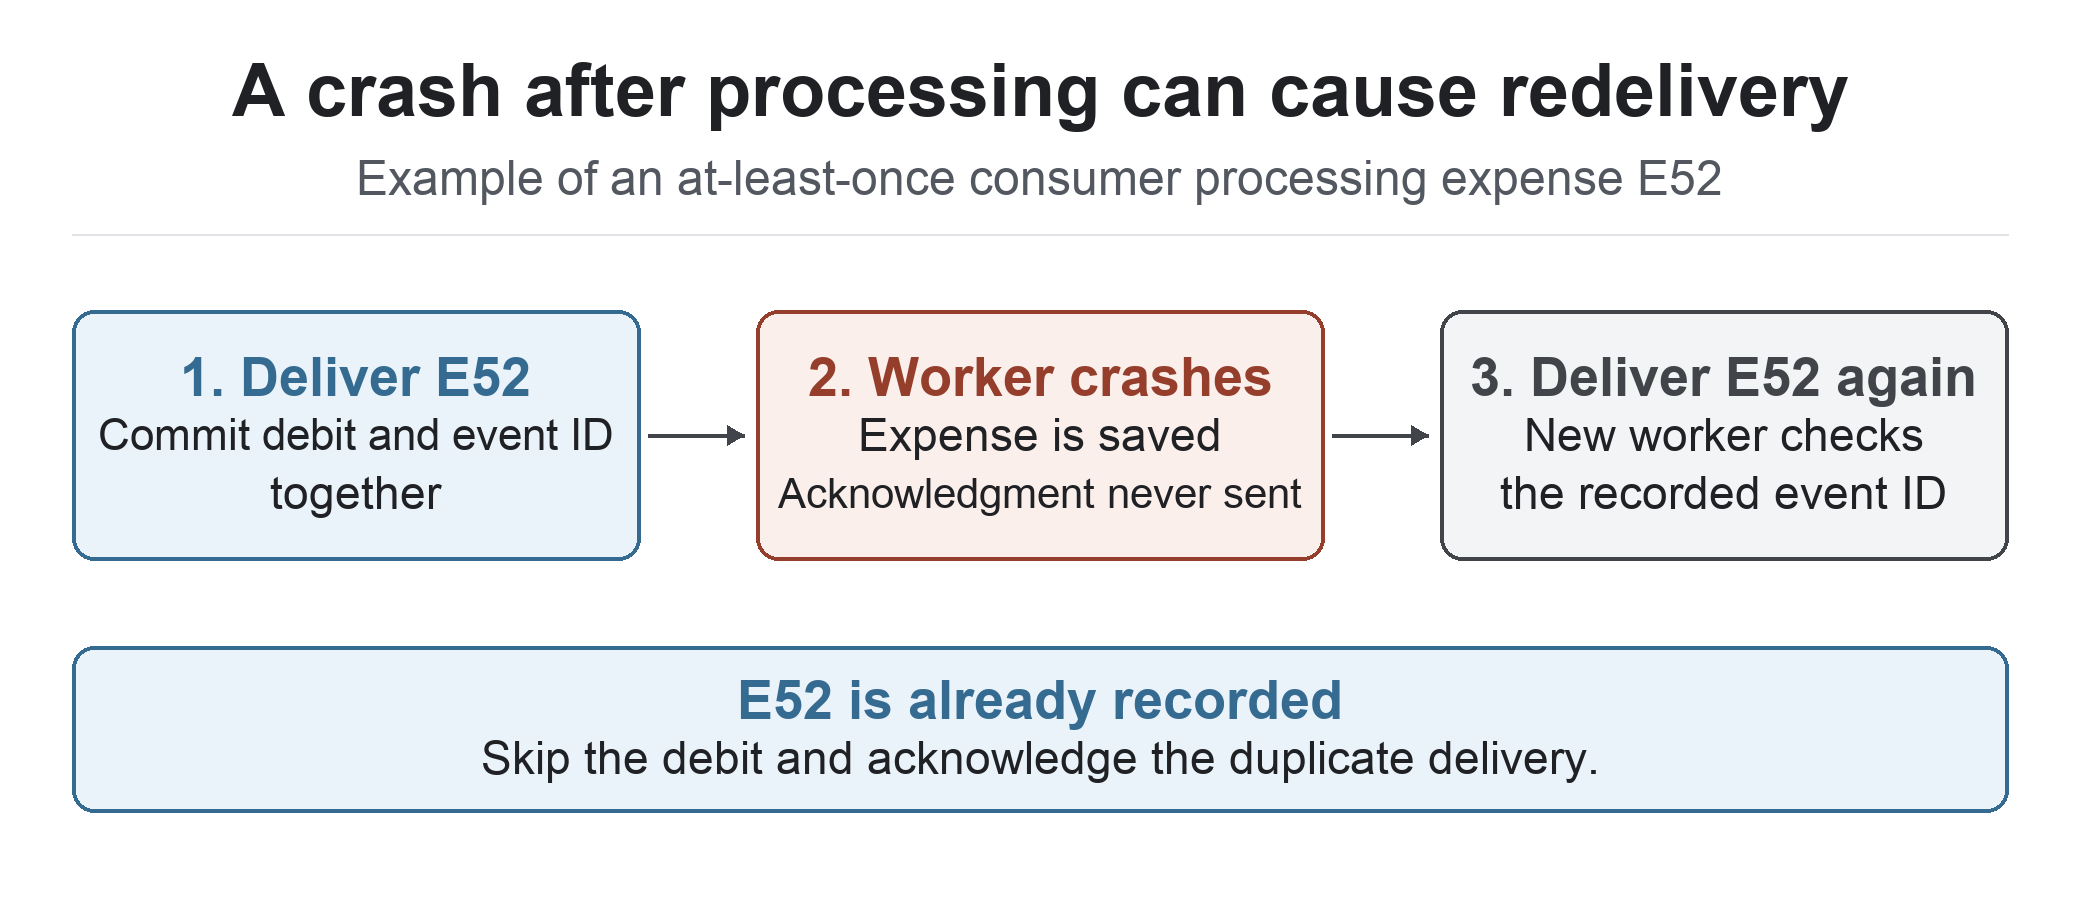 A crash after processing can cause redelivery
Example of an at-least-once consumer processing expense E52
1. Deliver E52
Commit debit and event ID
together
2. Worker crashes
Expense is saved
Acknowledgment never sent
3. Deliver E52 again
New worker checks
the recorded event ID
E52 is already recorded
Skip the debit and acknowledge the duplicate delivery.